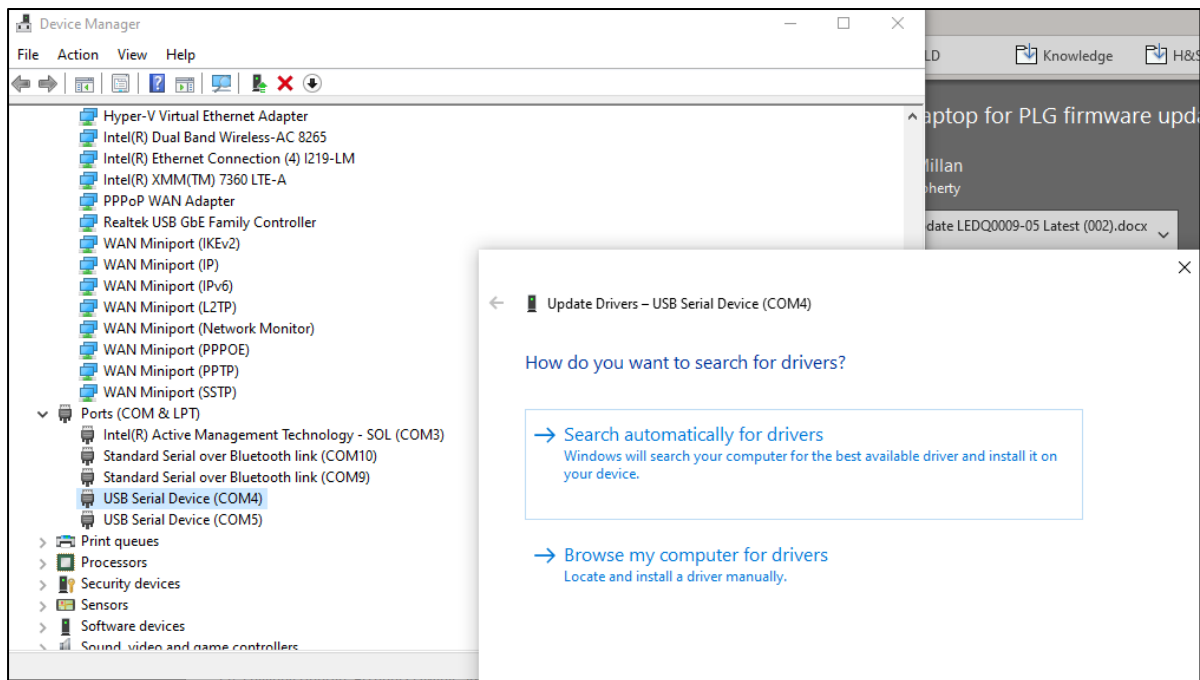 Device Manager
File Action View Help
Hyper-V Virtual Ethernet Adapter
Intel(R) Dual Band Wireless-AC 8265
Intel(R) Ethernet Connection (4) I219-LM
Intel(R) XMM(TM) 7360 LTE-A
PPPoP WAN Adapter
Realtek USB GbE Family Controller
WAN Miniport (IKEv2)
WAN Miniport (IP)
WAN Miniport (IPv6)
WAN Miniport (L2TP)
WAN Miniport (Network Monitor)
WAN Miniport (PPPOE)
WAN Miniport (PPTP)
WAN Miniport (SSTP)
Ports (COM & LPT)
Intel(R) Active Management Technology - SOL (COM3)
Standard Serial over Bluetooth link (COM10)
Standard Serial over Bluetooth link (COM9)
USB Serial Device (COM4)
USB Serial Device (COM5)
Print queues
Processors
Security devices
Sensors
Software devices
Sound, video and game controllers
LD Knowledge H&S
aptop for PLG firmware upda
Millan
oherty
date LEDQ0009-05 Latest (002).docx
Update Drivers – USB Serial Device (COM4)
How do you want to search for drivers?
Search automatically for drivers
Windows will search your computer for the best available driver and install it on
your device.
Browse my computer for drivers
Locate and install a driver manually.